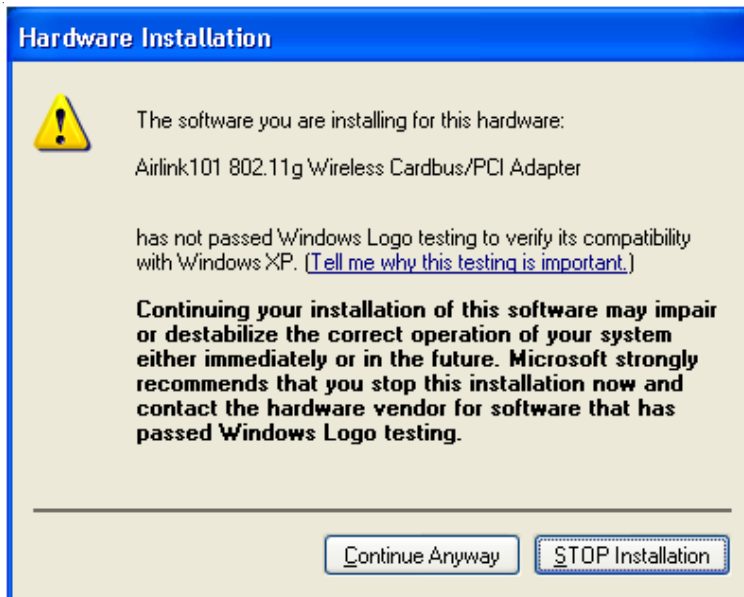 Hardware Installation
The software you are installing for this hardware:
Airlink101 802.11g Wireless Cardbus/PCI Adapter
has not passed Windows Logo testing to verify its compatibility
with Windows XP. (Tell me why this testing is important.)
Continuing your installation of this software may impair
or destabilize the correct operation of your system
either immediately or in the future. Microsoft strongly
recommends that you stop this installation now and
contact the hardware vendor for software that has
passed Windows Logo testing.
Continue Anyway
STOP Installation